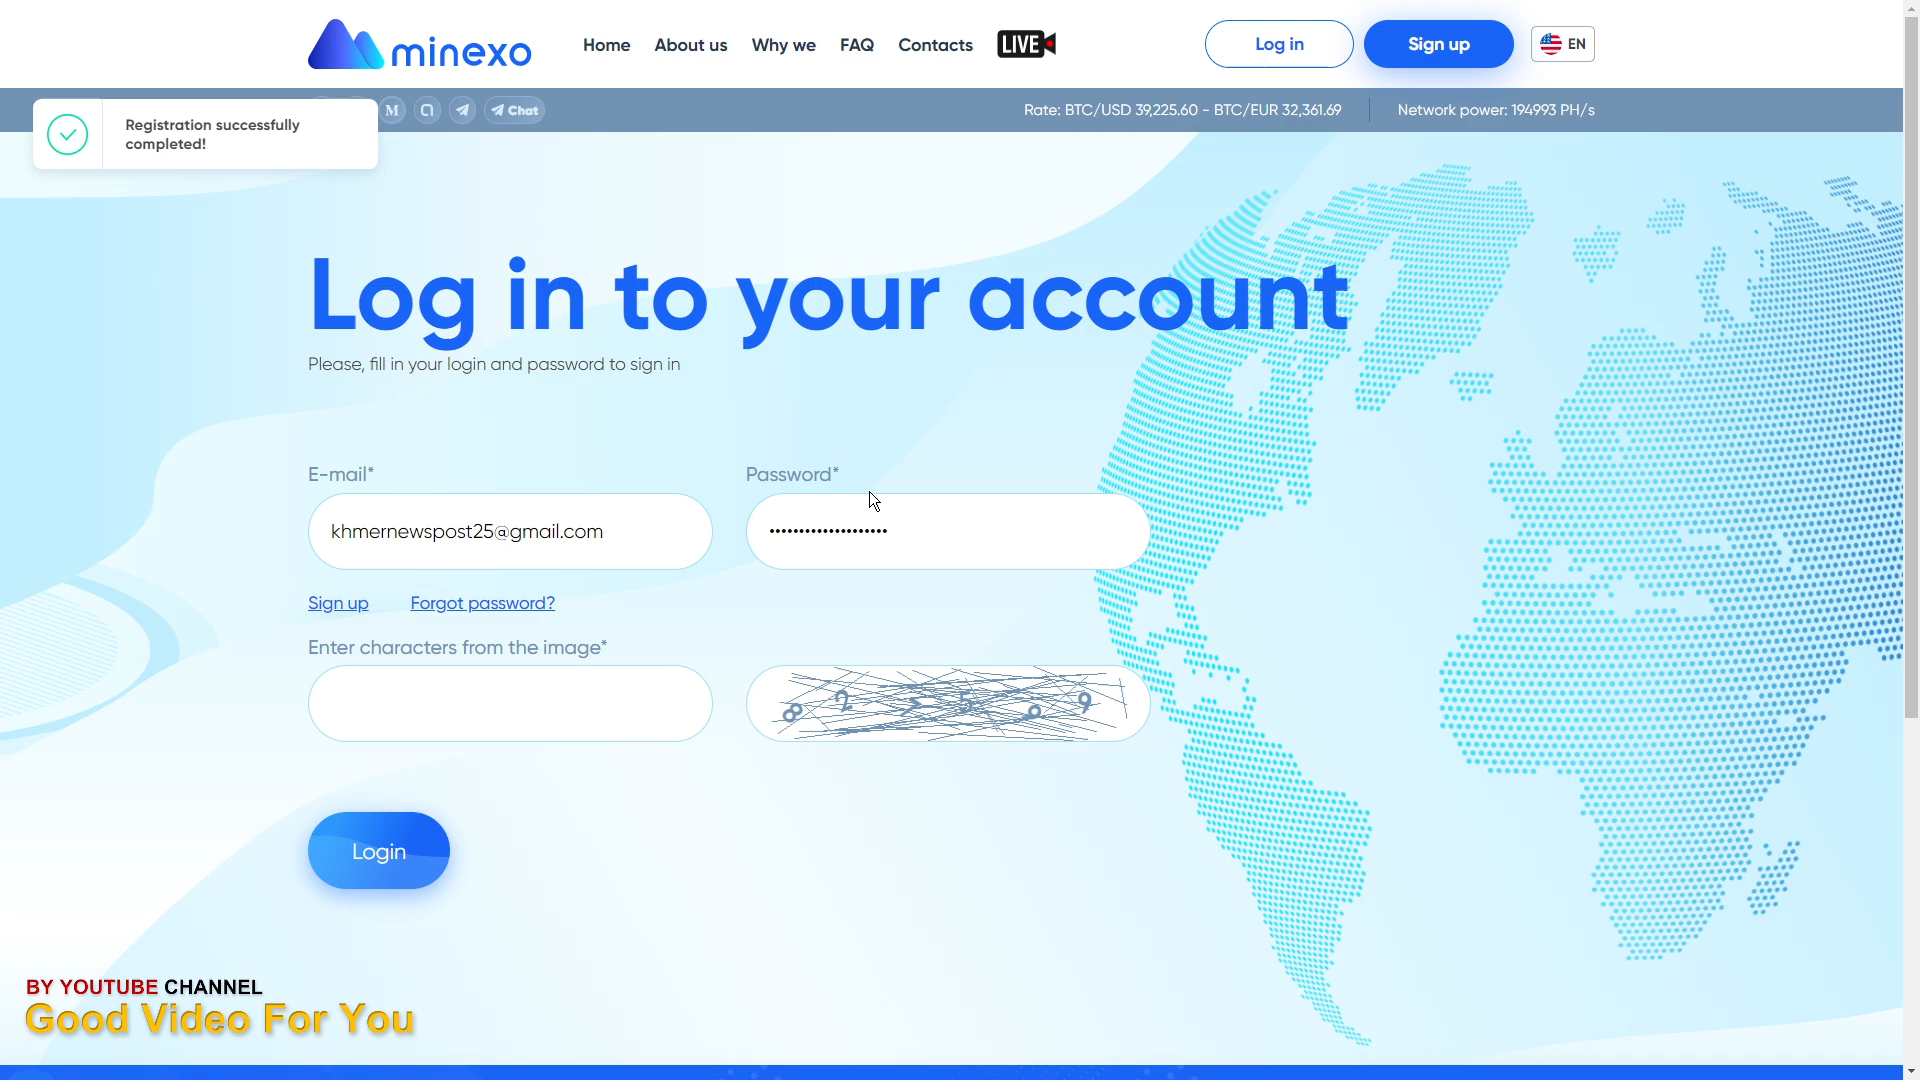 minexo
Home
About us
Why we
FAQ
Contacts
LIVE
Log in
Sign up
EN
Registration successfully
completed!
M
Chat
Rate: BTC/USD 39,225.60 - BTC/EUR 32,361.69
Network power: 194993 PH/s
Log in to your account
Please, fill in your login and password to sign in
E-mail*
Password*
khmernewspost25@gmail.com
Sign up
Forgot password?
Enter characters from the image*
Login
BY YOUTUBE CHANNEL
Good Video For You